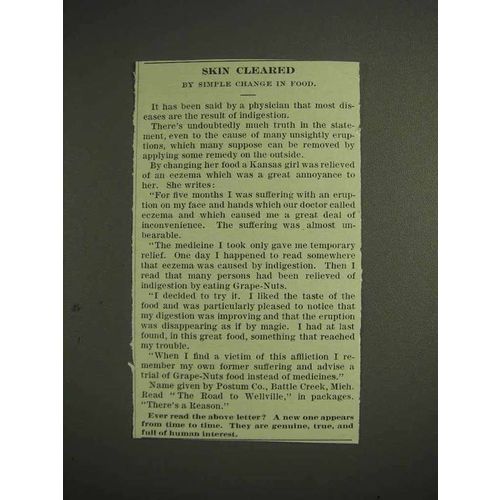 SKIN CLEARED
BY SIMPLE CHANGE IN FOOD.
It has been said by a physician that most dis-
eases are the result of indigestion.
There's undoubtedly much truth in the state-
ment, even to the cause of many unsightly erup-
tions, which many suppose can be removed by
applying some remedy on the outside.
By changing her food a Kansas girl was relieved
of an eczema which was a great annoyance to
her. She writes:
"For five months I was suffering with an erup-
tion on my face and hands which our doctor called
eczema and which caused me a great deal of
inconvenience. The suffering was almost un-
bearable.
"The medicine I took only gave me temporary
relief. One day I happened to read somewhere
that eczema was caused by indigestion. Then I
read that many persons had been relieved of
indigestion by eating Grape-Nuts.
"I decided to try it. I liked the taste of the
food and was particularly pleased to notice that
my digestion was improving and that the eruption
was disappearing as if by magic. I had at last
found, in this great food, something that reached
my trouble.
"When I find a victim of this affliction I re-
member my own former suffering and advise a
trial of Grape-Nuts food instead of medicines."
Name given by Postum Co., Battle Creek, Mich.
Read "The Road to Wellville," in packages.
"There's a Reason."
Ever read the above letter? A new one appears
from time to time. They are genuine, true, and
full of human interest.